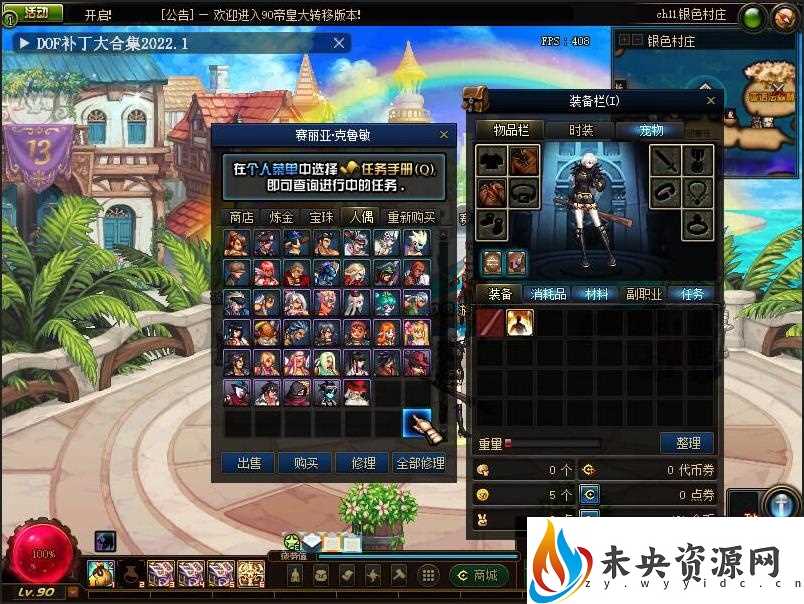 活动
开启!
[公告] — 欢迎进入90帝皇大转移版本!
ch11.银色村庄
DOF补丁大合集2022.1
FPS : 408
银色村庄
13
赛丽亚·克鲁敏
在个人菜单中选择 任务手册(Q),
即可查询进行中的任务.
商店 炼金 宝珠 人偶 重新购买
出售 购买 修理 全部修理
装备栏(I)
物品栏 时装 宠物
装备 消耗品 材料 副职业 任务
重量
整理
0 个
0 代币券
5 个
0 点券
100%
Lv.90
疲劳值
商城
未央资源网
zy.wyyidc.cn